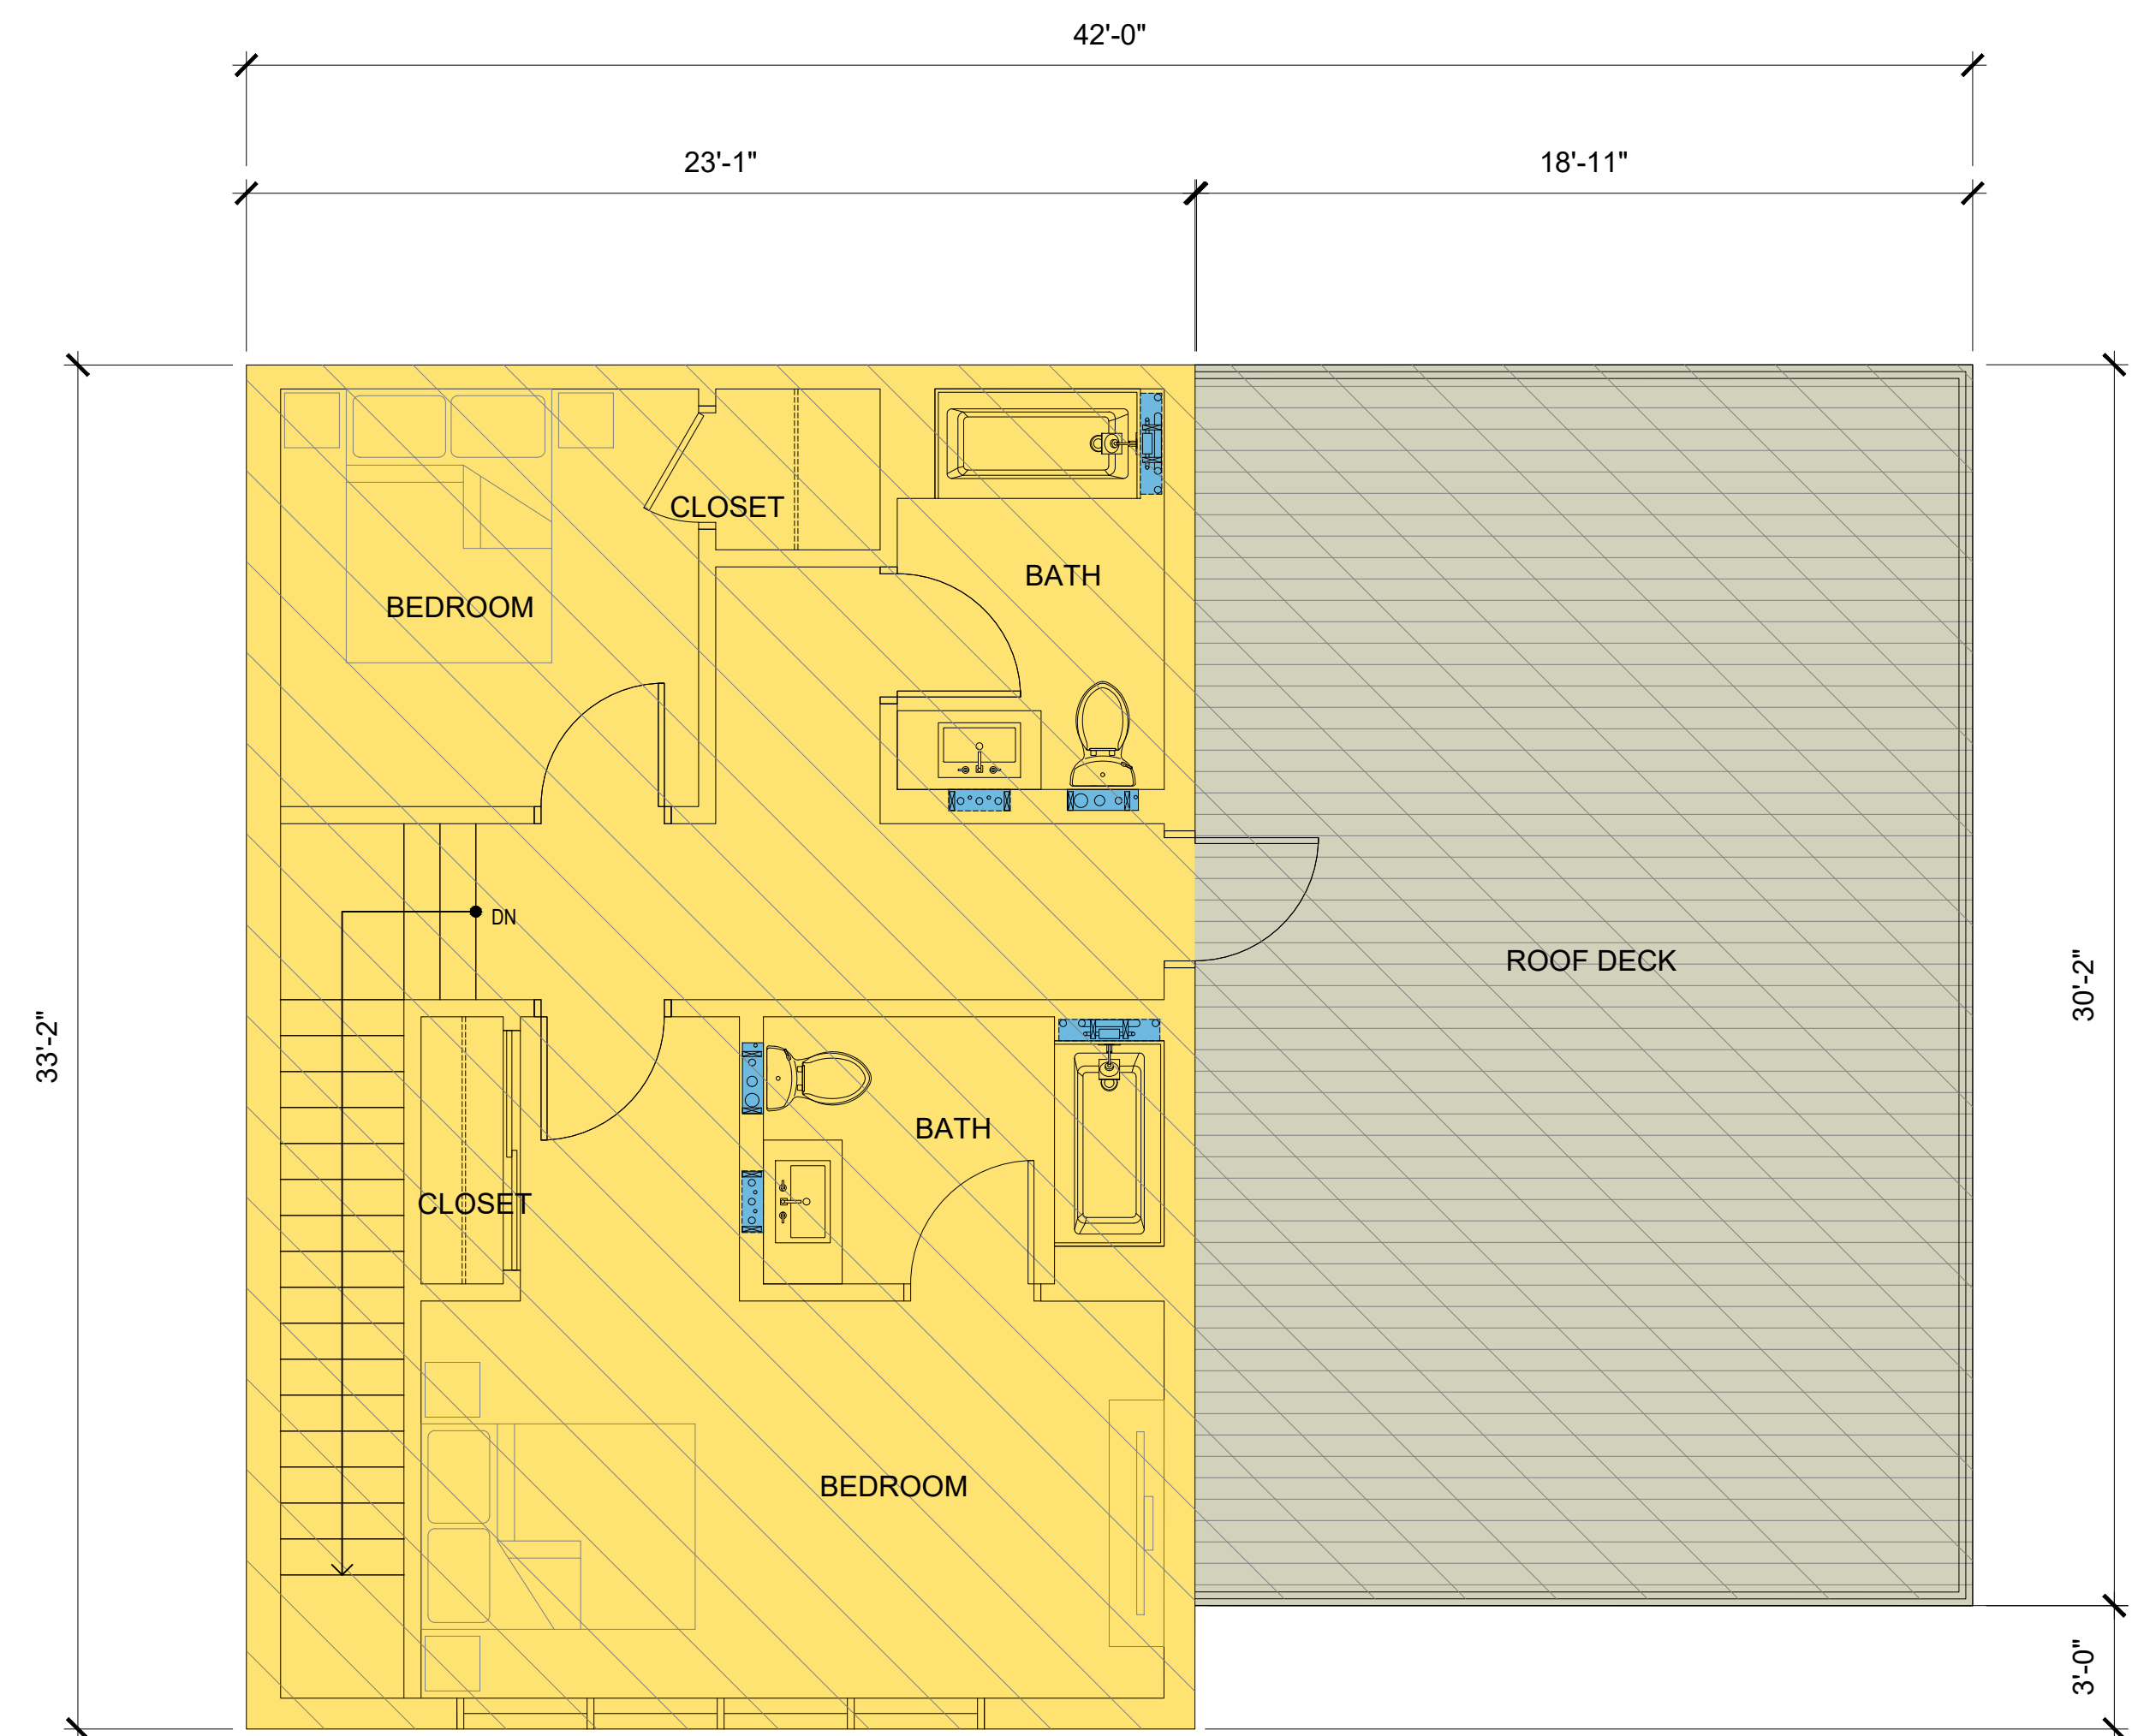 42'-0"
23'-1"
18'-11"
CLOSET
BATH
BEDROOM
DN
ROOF DECK
30'-2"
33'-2"
BATH
CLOSET
BEDROOM
3'-0"